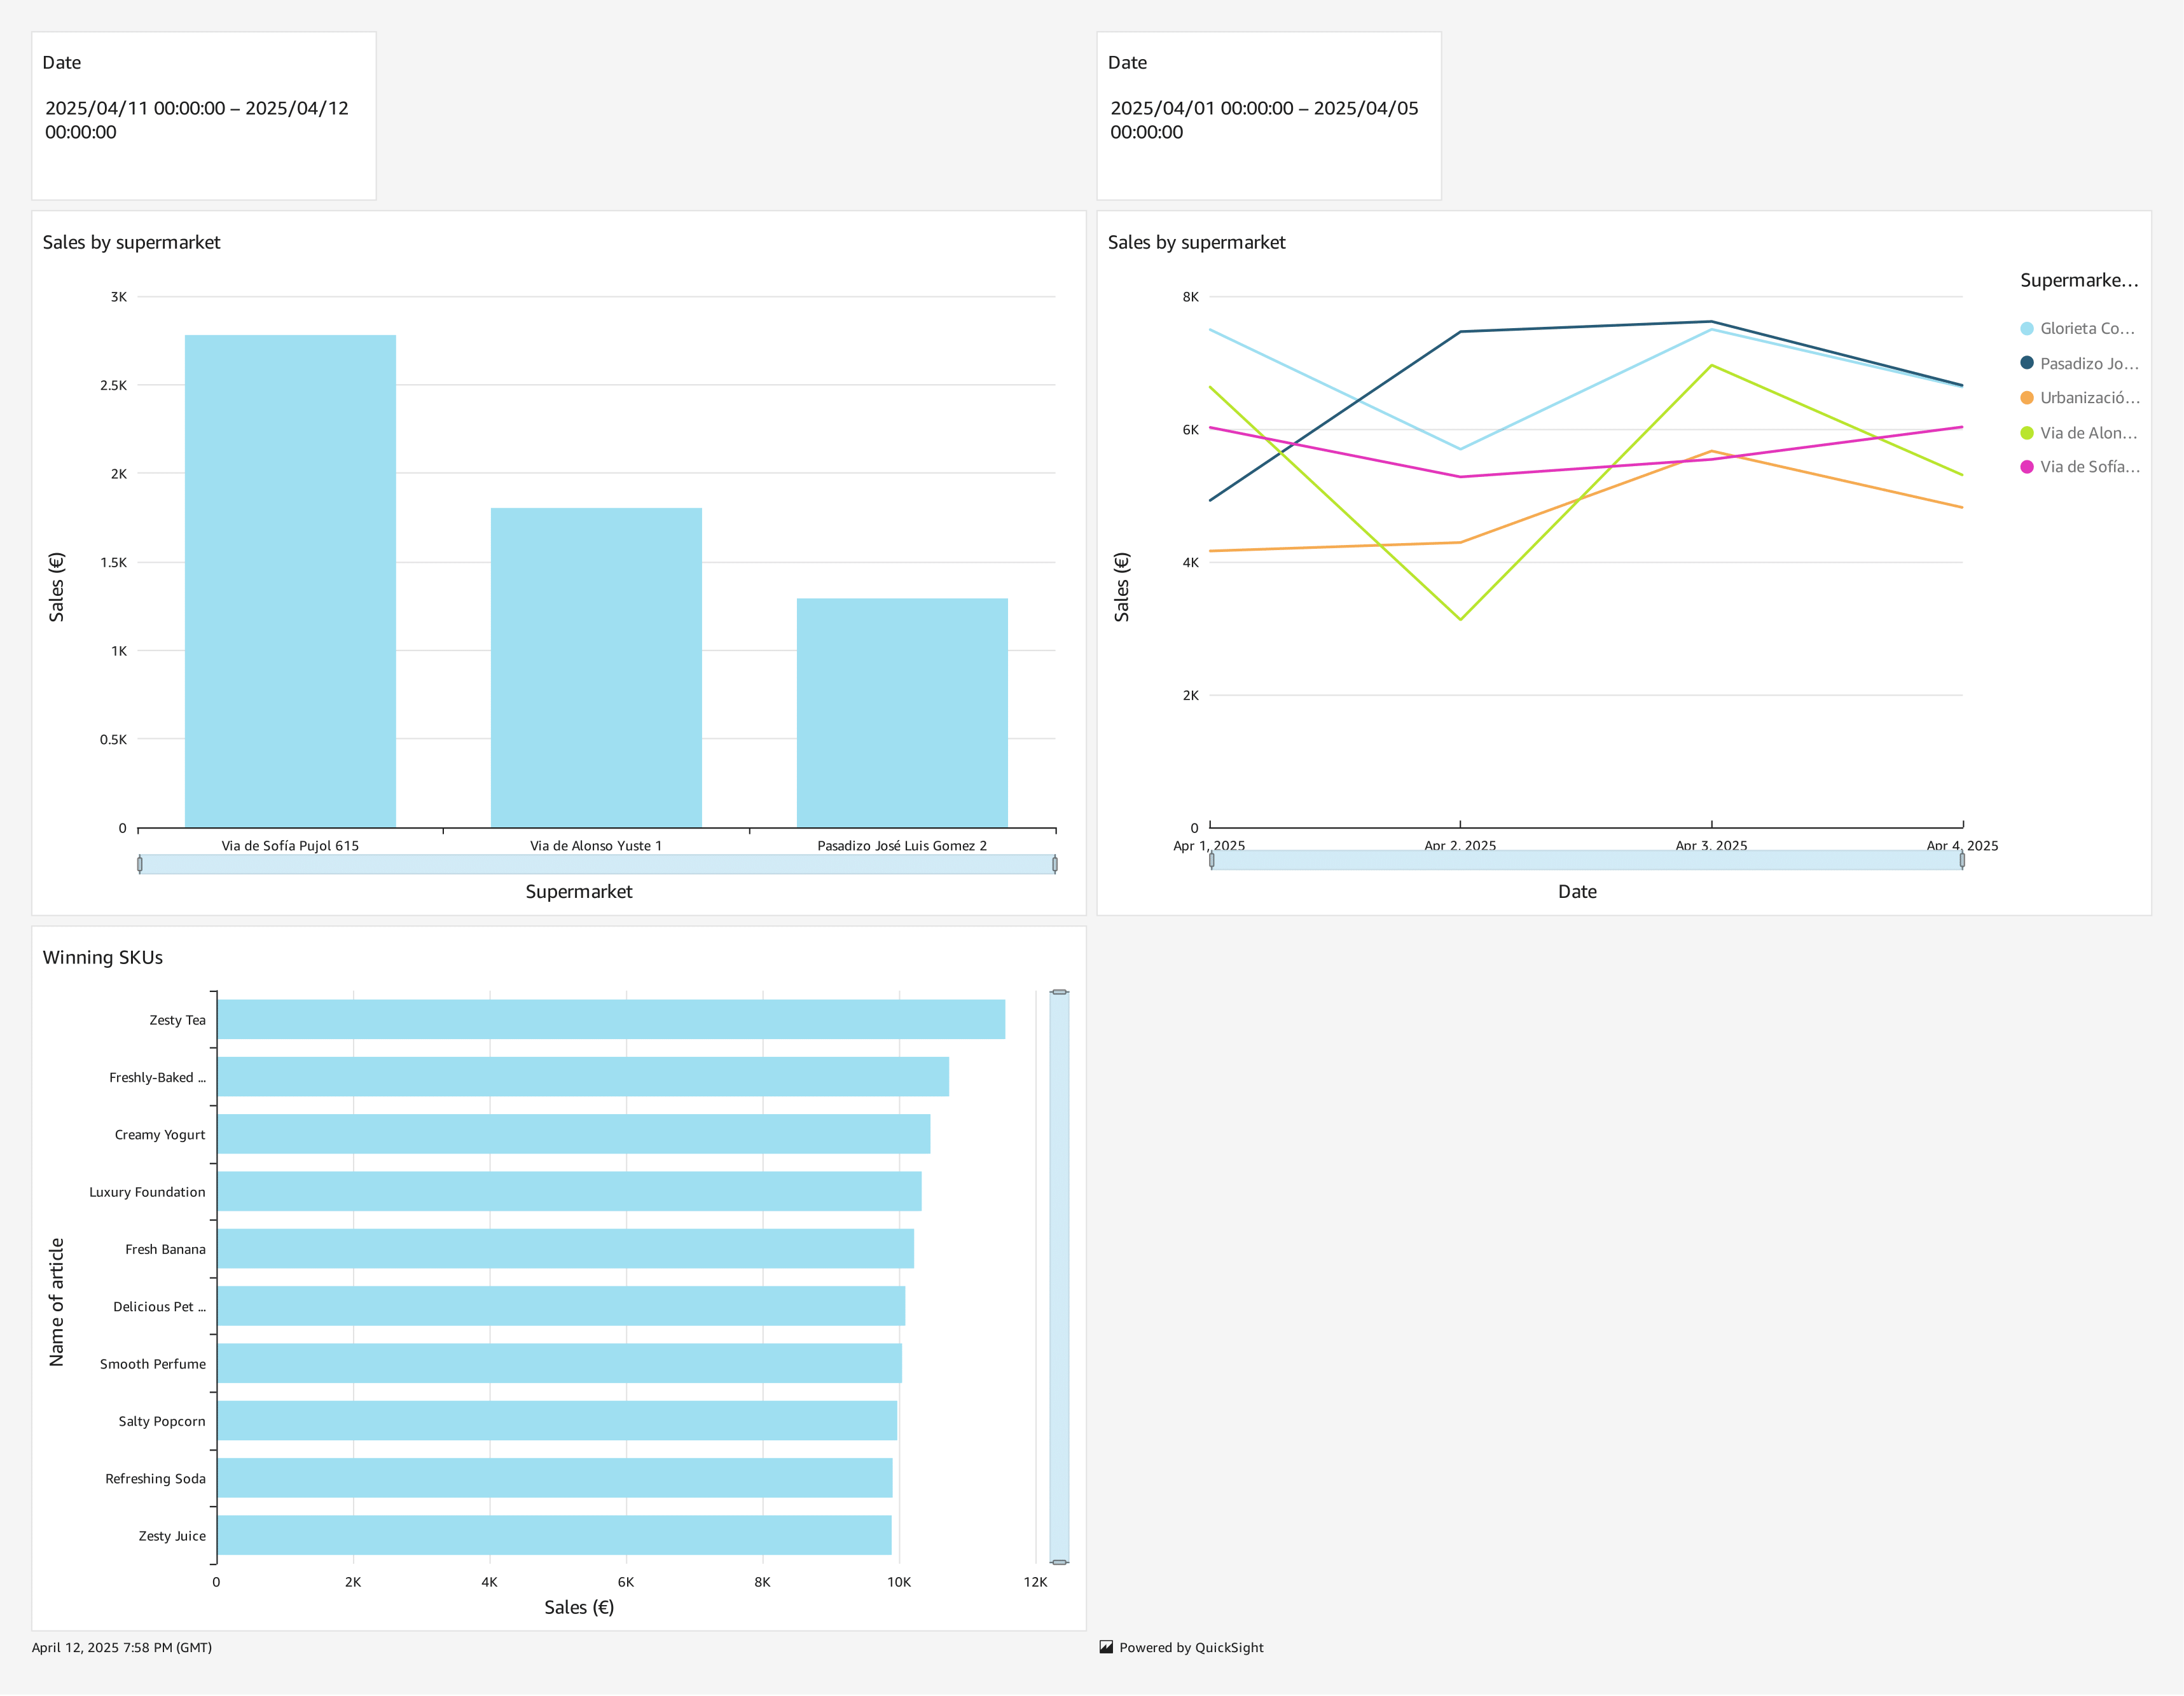 Date
2025/04/11 00:00:00 – 2025/04/12
00:00:00
Date
2025/04/01 00:00:00 – 2025/04/05
00:00:00
Sales by supermarket
3K
2.5K
2K
1.5K
1K
0.5K
0
Sales (€)
Via de Sofía Pujol 615
Via de Alonso Yuste 1
Pasadizo José Luis Gomez 2
Supermarket
Sales by supermarket
8K
6K
4K
2K
0
Sales (€)
Apr 1, 2025
Apr 2, 2025
Apr 3, 2025
Apr 4, 2025
Date
Supermarke...
Glorieta Co...
Pasadizo Jo...
Urbanizació...
Via de Alon...
Via de Sofía...
Winning SKUs
Name of article
Zesty Tea
Freshly-Baked ...
Creamy Yogurt
Luxury Foundation
Fresh Banana
Delicious Pet ...
Smooth Perfume
Salty Popcorn
Refreshing Soda
Zesty Juice
0
2K
4K
6K
8K
10K
12K
Sales (€)
April 12, 2025 7:58 PM (GMT)
Powered by QuickSight